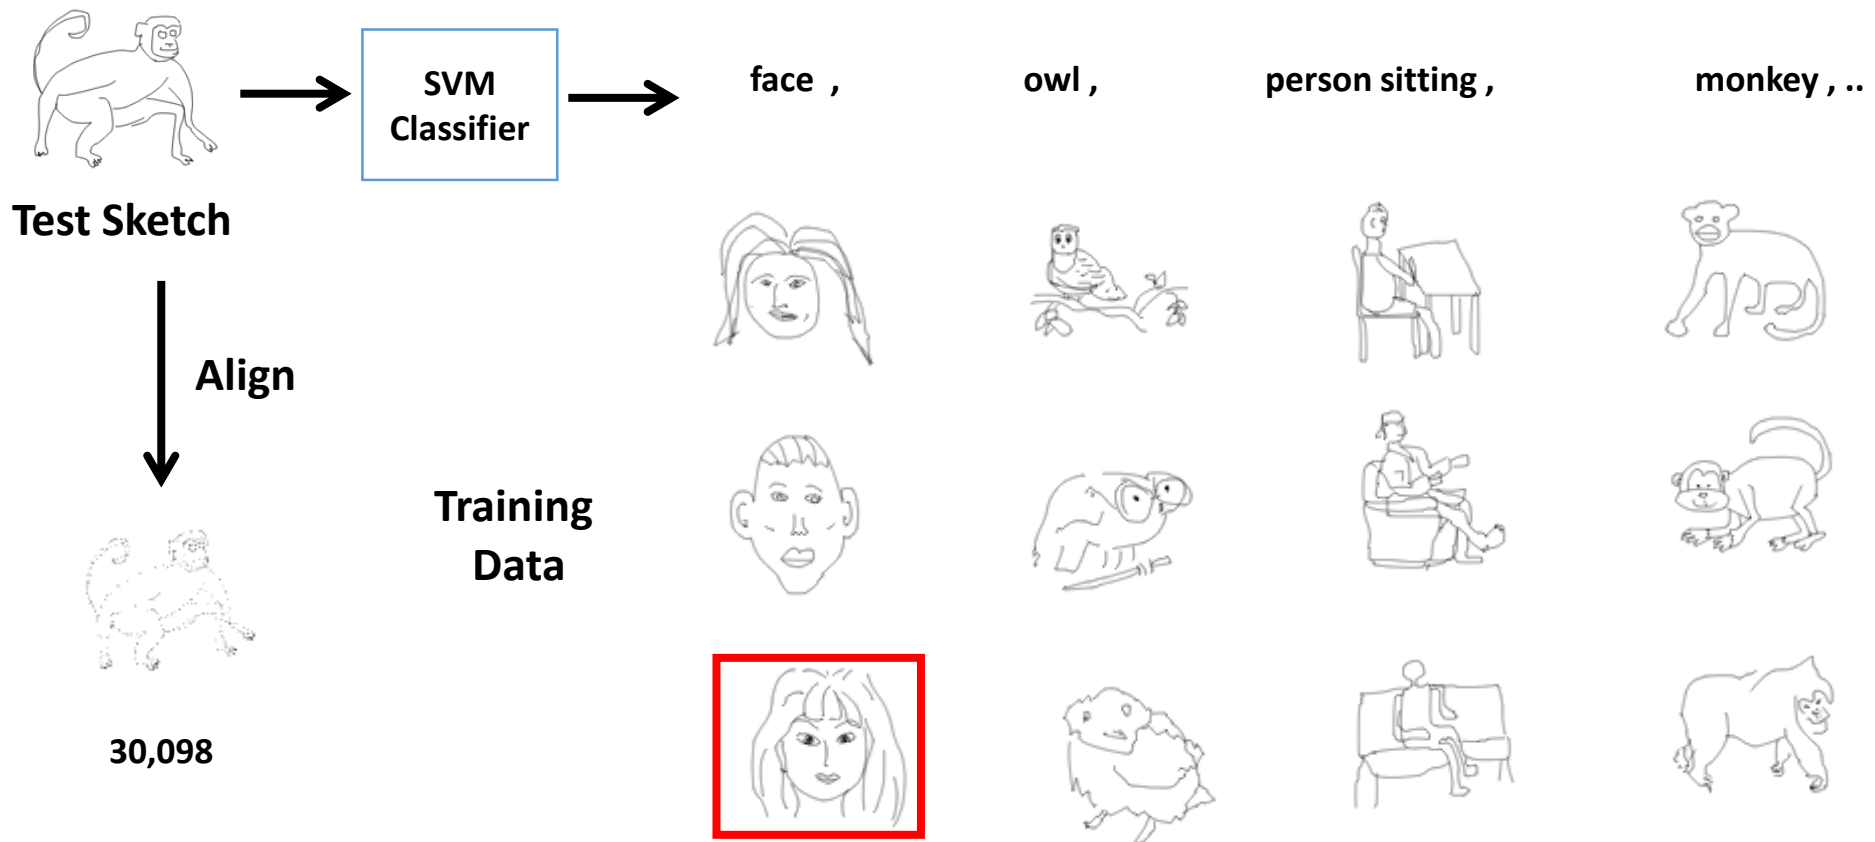 SVM
Classifier
face ,
owl ,
person sitting ,
monkey , ..
Test Sketch
Align
Training
Data
30,098